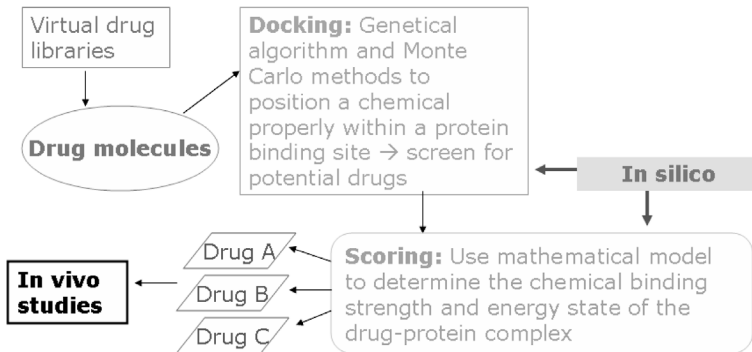 Virtual drug
libraries
Drug molecules
Docking: Genetical
algorithm and Monte
Carlo methods to
position a chemical
properly within a protein
binding site → screen for
potential drugs
In silico
Scoring: Use mathematical model
to determine the chemical binding
strength and energy state of the
drug-protein complex
Drug A
Drug B
Drug C
In vivo
studies